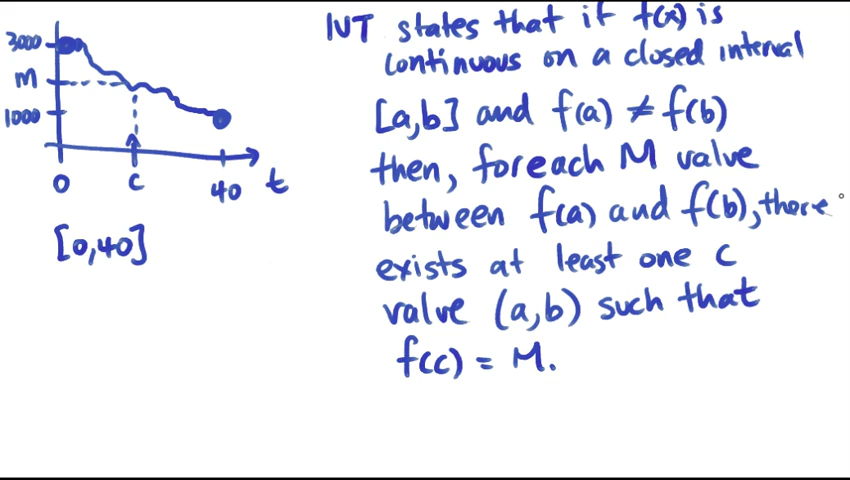 3000
M
1000
0
c
40
t
[0,40]
IVT states that if f(x) is
continuous on a closed interval
[a,b] and f(a) ≠ f(b)
then, foreach M value
between f(a) and f(b), there
exists at least one c
value (a,b) such that
f(c) = M.